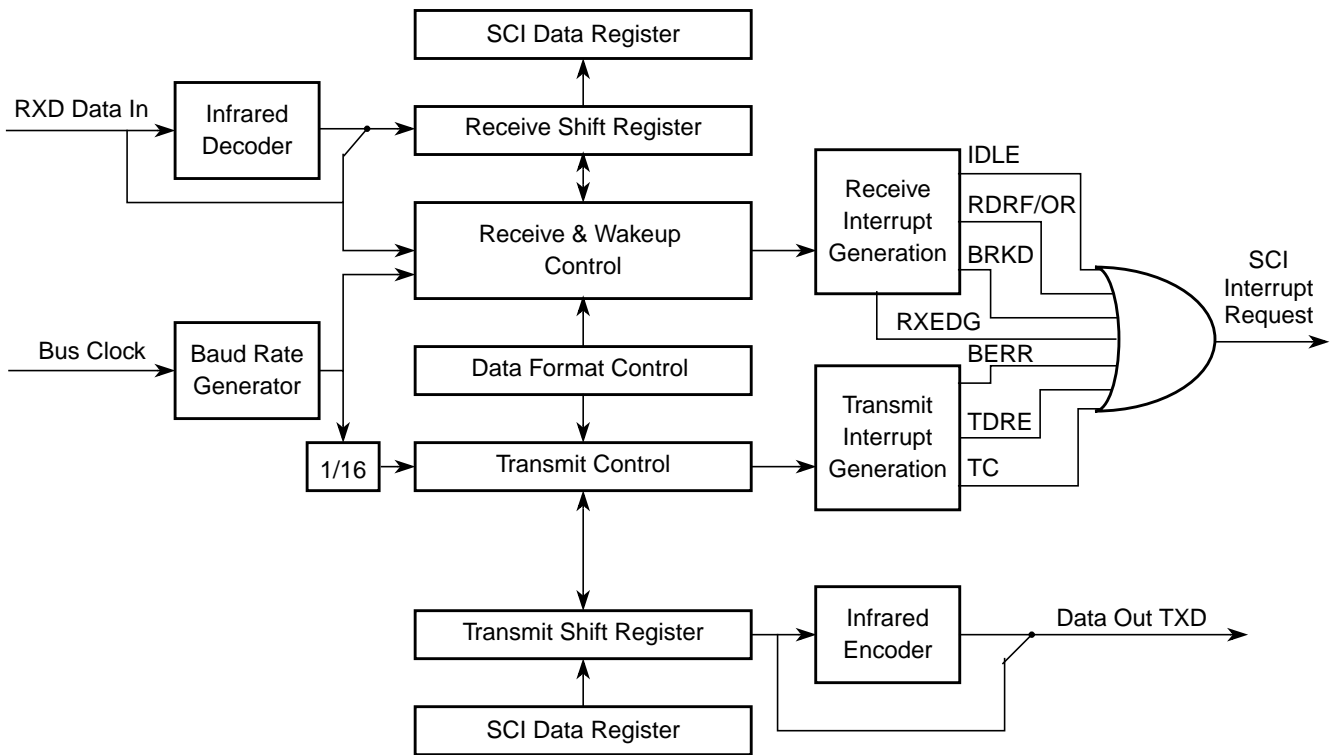 SCI Data Register
RXD Data In
Infrared
Decoder
Receive Shift Register
Receive & Wakeup
Control
Receive
Interrupt
Generation
IDLE
RDRF/OR
BRKD
RXEDG
SCI
Interrupt
Request
Bus Clock
Baud Rate
Generator
Data Format Control
BERR
Transmit
Interrupt
Generation
TDRE
TC
1/16
Transmit Control
Transmit Shift Register
Infrared
Encoder
Data Out TXD
SCI Data Register